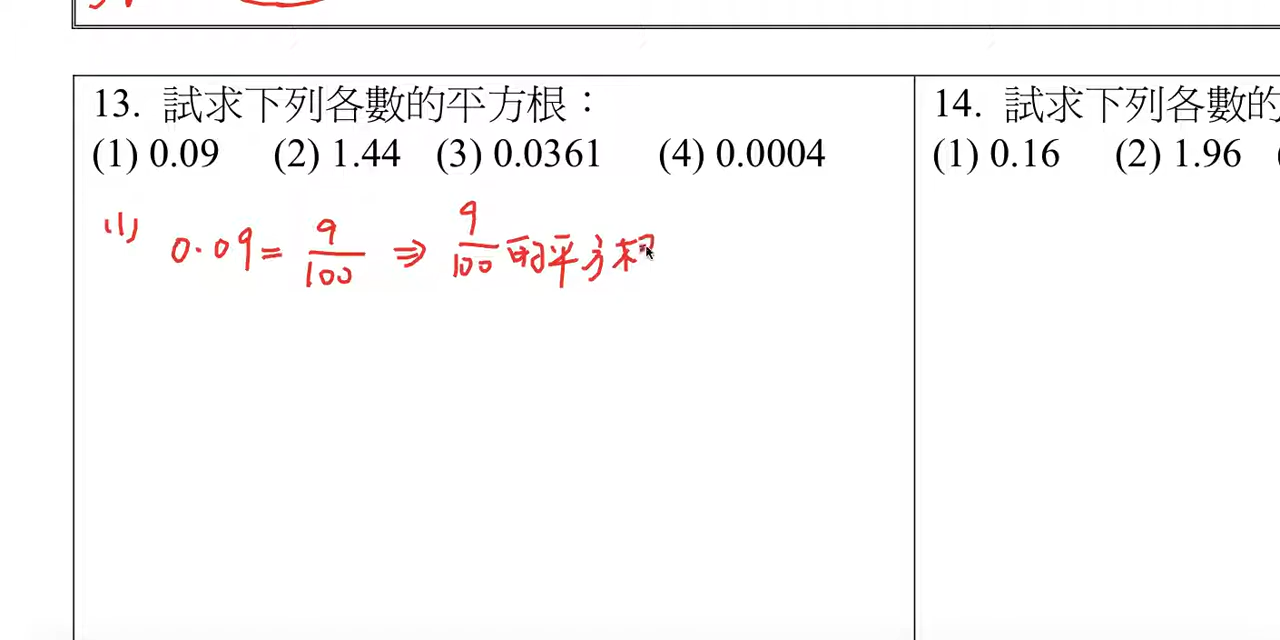 13. 試求下列各數的平方根：
(1) 0.09 (2) 1.44 (3) 0.0361 (4) 0.0004
(1) 0.09 = 9/100 ⇒ 9/100 的平方根
14. 試求下列各數的
(1) 0.16 (2) 1.96